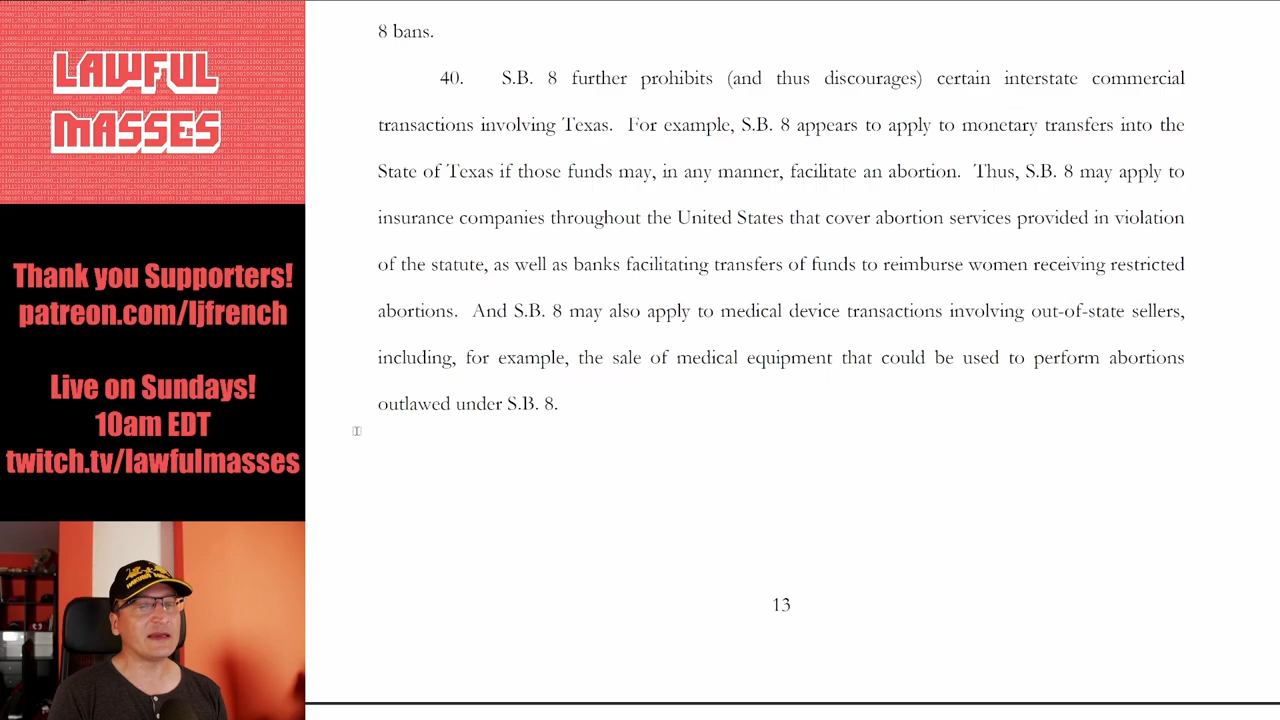 LAWFUL
MASSES
Thank you Supporters!
patreon.com/ljfrench
Live on Sundays!
10am EDT
twitch.tv/lawfulmasses
8 bans.
40. S.B. 8 further prohibits (and thus discourages) certain interstate commercial
transactions involving Texas. For example, S.B. 8 appears to apply to monetary transfers into the
State of Texas if those funds may, in any manner, facilitate an abortion. Thus, S.B. 8 may apply to
insurance companies throughout the United States that cover abortion services provided in violation
of the statute, as well as banks facilitating transfers of funds to reimburse women receiving restricted
abortions. And S.B. 8 may also apply to medical device transactions involving out-of-state sellers,
including, for example, the sale of medical equipment that could be used to perform abortions
outlawed under S.B. 8.
13